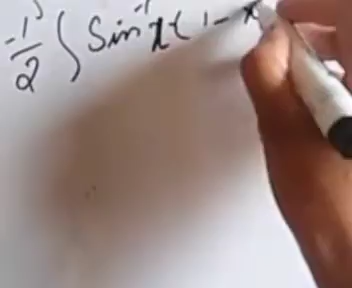 -1/2 ∫ Sin⁻¹x (1 - x